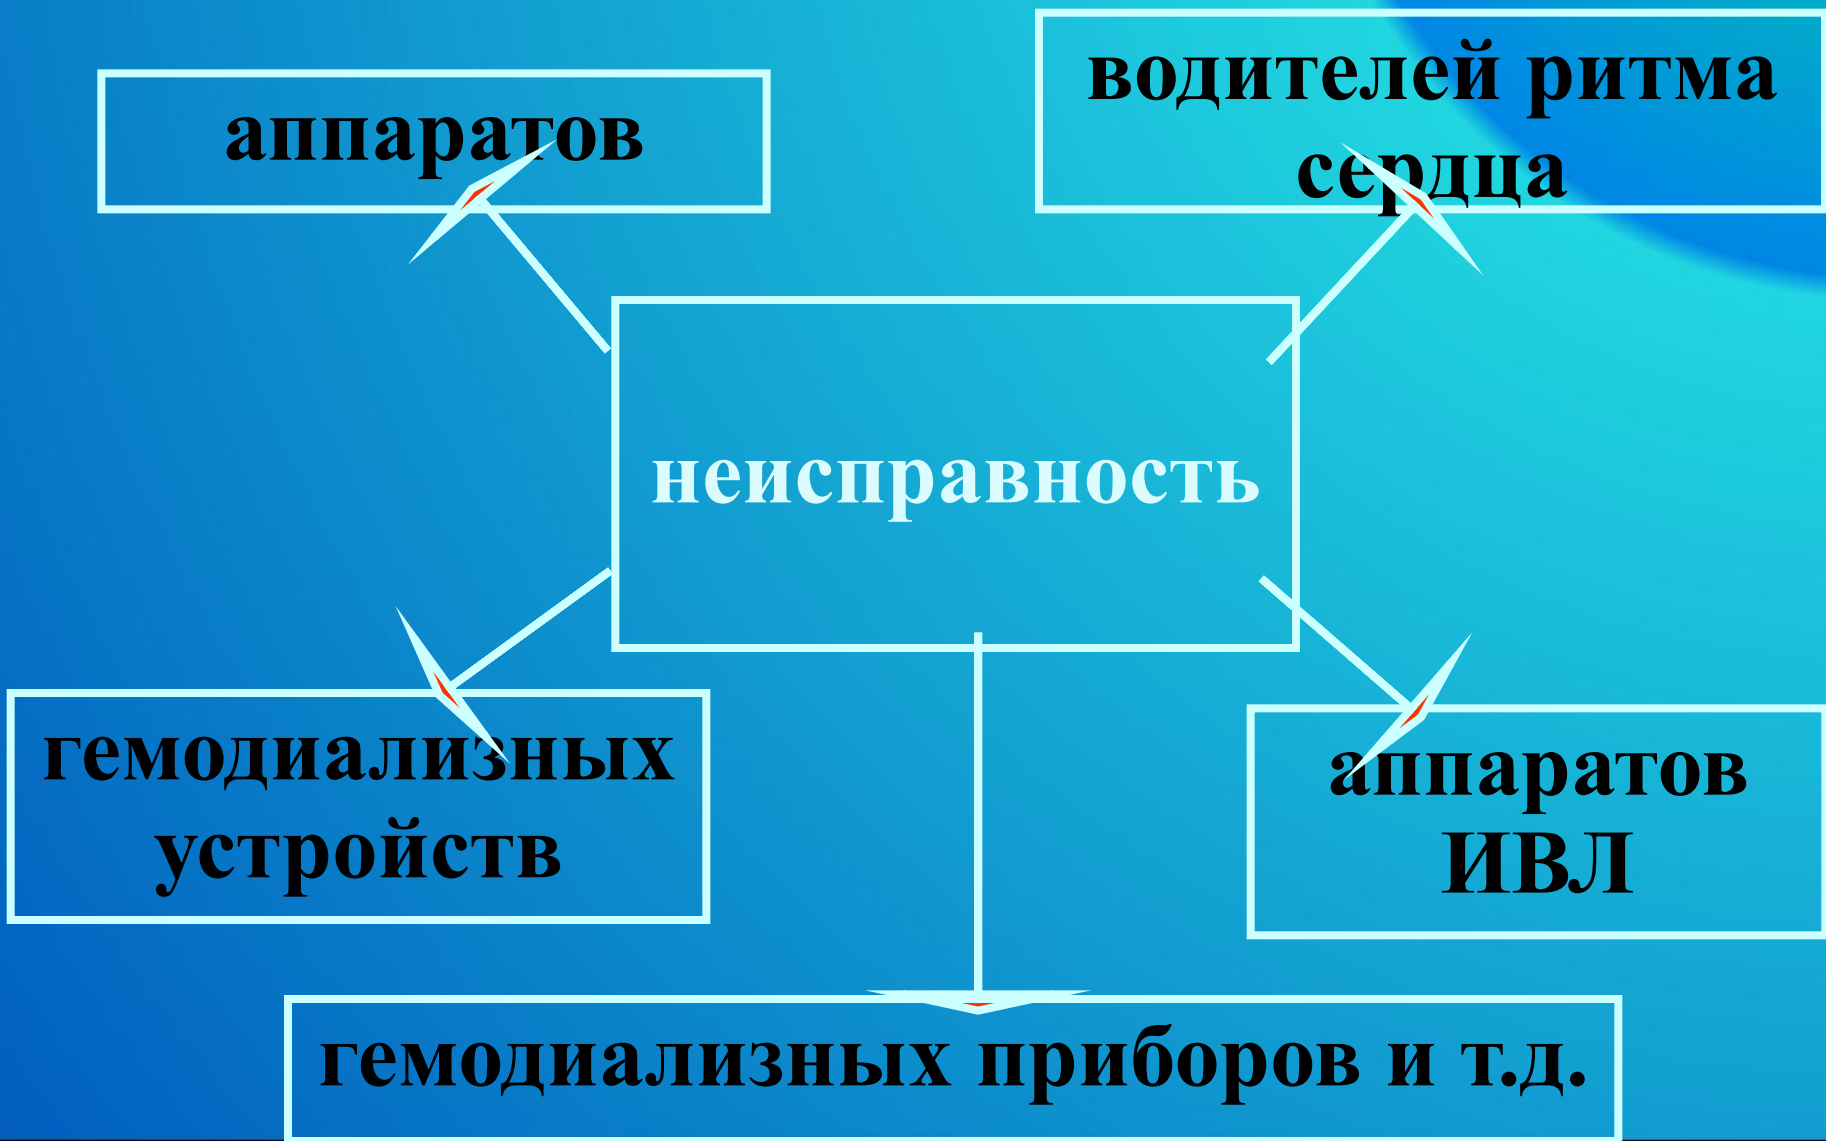 аппаратов
водителей ритма
сердца
неисправность
гемодиализных
устройств
аппаратов
ИВЛ
гемодиализных приборов и т.д.